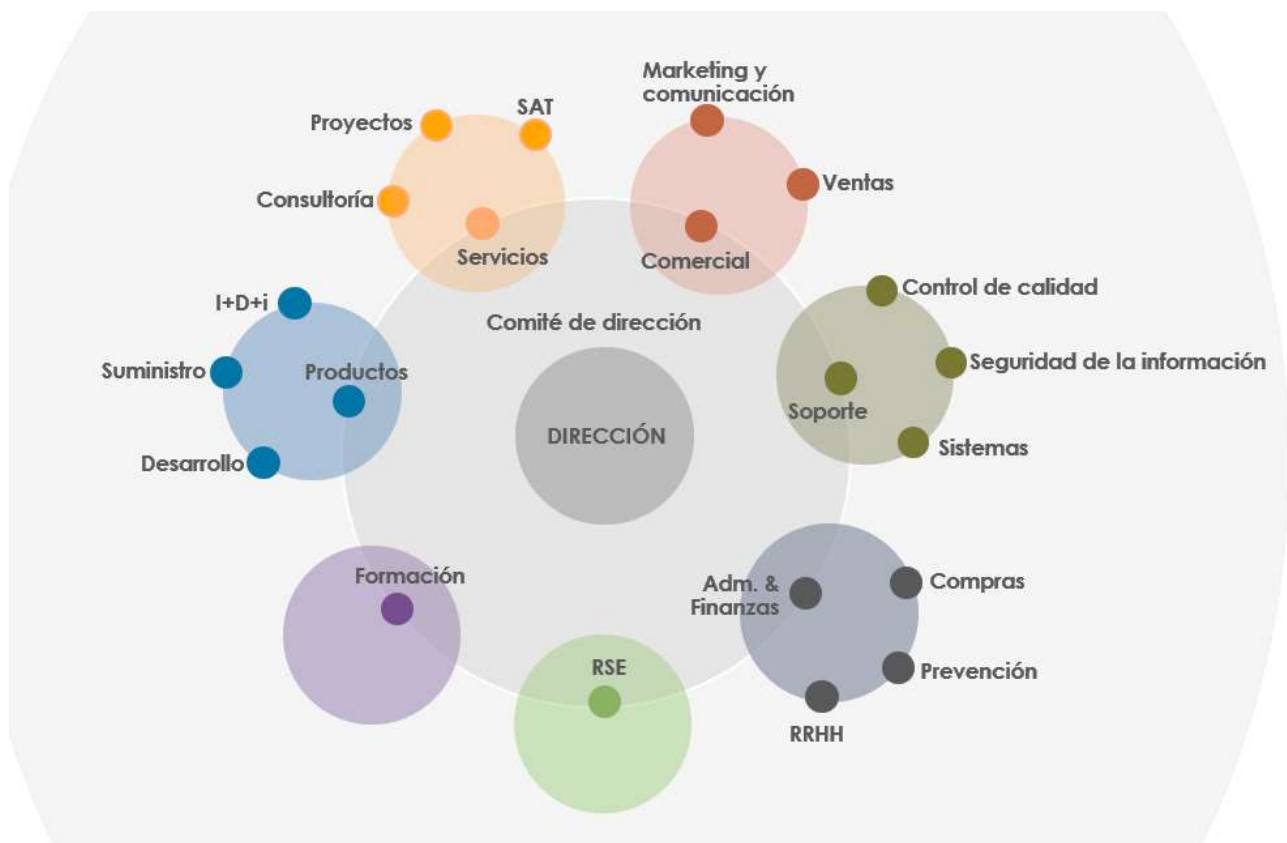 Marketing y
comunicación
SAT
Proyectos
Ventas
Consultoría
Servicios
Comercial
Control de calidad
I+D+i
Comité de dirección
Seguridad de la información
Suministro
Productos
Soporte
DIRECCIÓN
Sistemas
Desarrollo
Formación
Adm. &
Finanzas
Compras
RSE
Prevención
RRHH